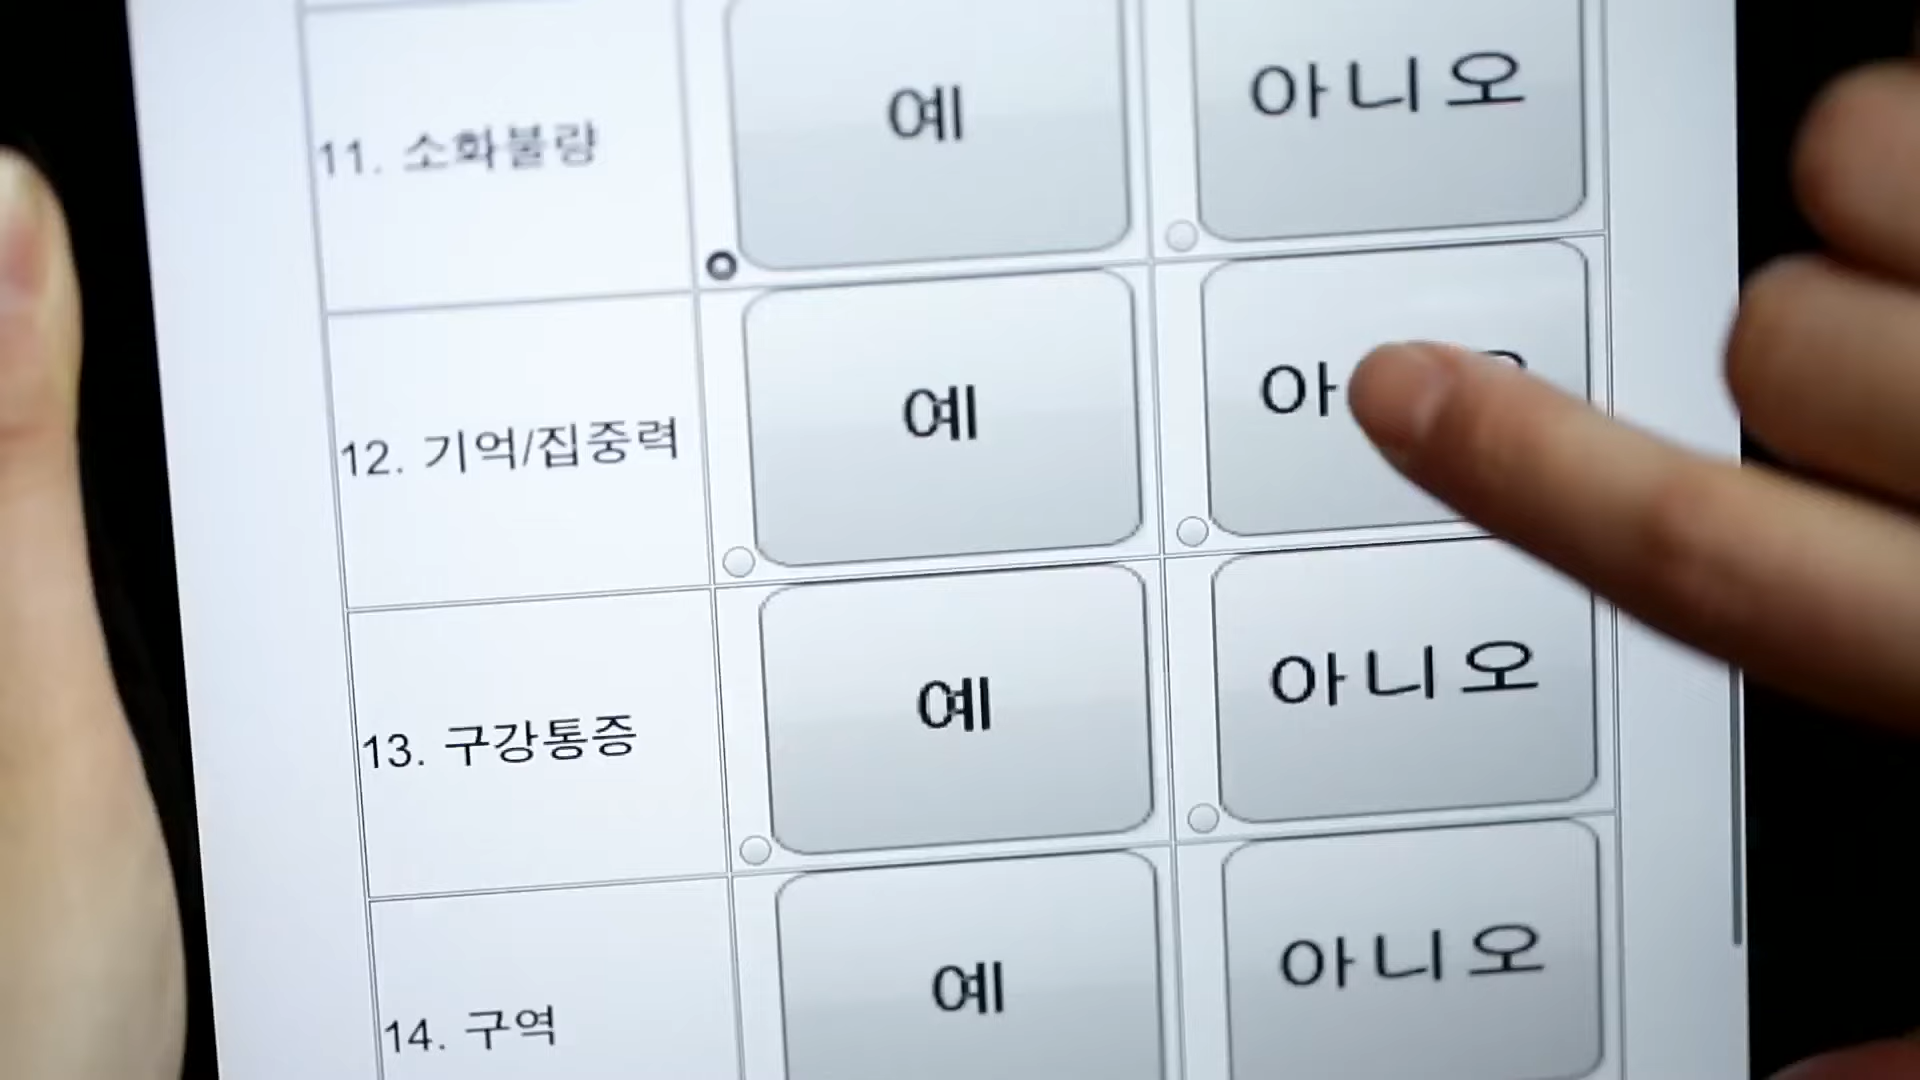 11. 소화불량 예 아니오
12. 기억/집중력 예 아
13. 구강통증 예 아니오
14. 구역 예 아니오